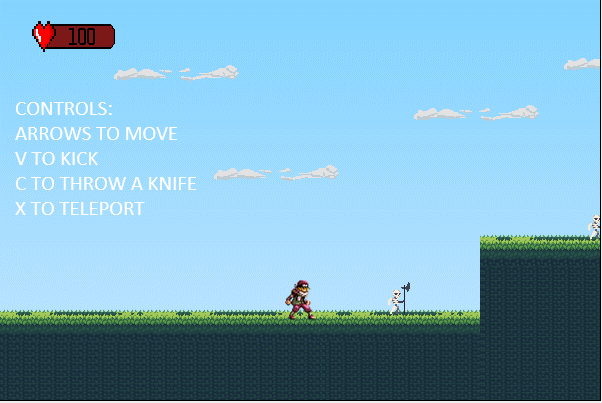 100
CONTROLS:
ARROWS TO MOVE
V TO KICK
C TO THROW A KNIFE
X TO TELEPORT